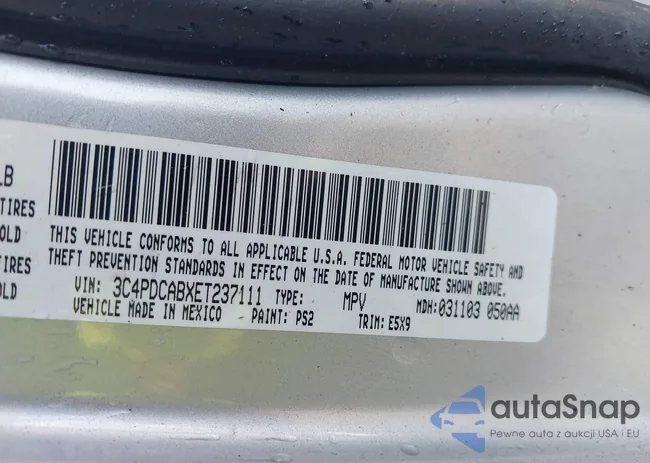 LB
TIRES
OLD
TIRES
OLD
THIS VEHICLE CONFORMS TO ALL APPLICABLE U.S.A. FEDERAL MOTOR VEHICLE SAFETY AND
THEFT PREVENTION STANDARDS IN EFFECT ON THE DATE OF MANUFACTURE SHOWN ABOVE.
VIN: 3C4PDCABXET237111 TYPE: MPV MDH: 031103 050AA
VEHICLE MADE IN MEXICO PAINT: PS2 TRIM: E5X9
autaSnap
Pewne auta z aukcji USA i EU